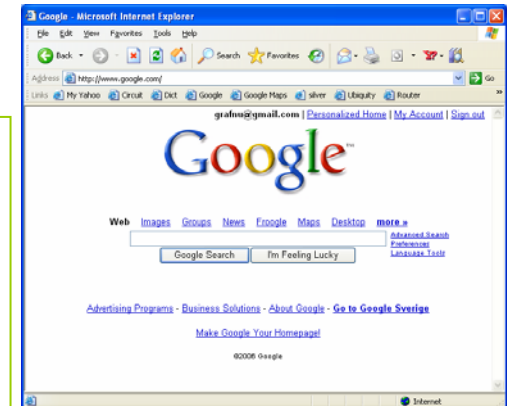 Google - Microsoft Internet Explorer
File Edit View Favorites Tools Help
Back Search Favorites
Address http://www.google.com/ Go
Links My Yahoo Circuit Dict Google Google Maps silver Ubiquity Router »
grafnu@gmail.com | Personalized Home | My Account | Sign out
Google™
Web Images Groups News Froogle Maps Desktop more »
Advanced Search
Preferences
Language Tools
Google Search I'm Feeling Lucky
Advertising Programs - Business Solutions - About Google - Go to Google Sverige
Make Google Your Homepage!
©2006 Google
Internet